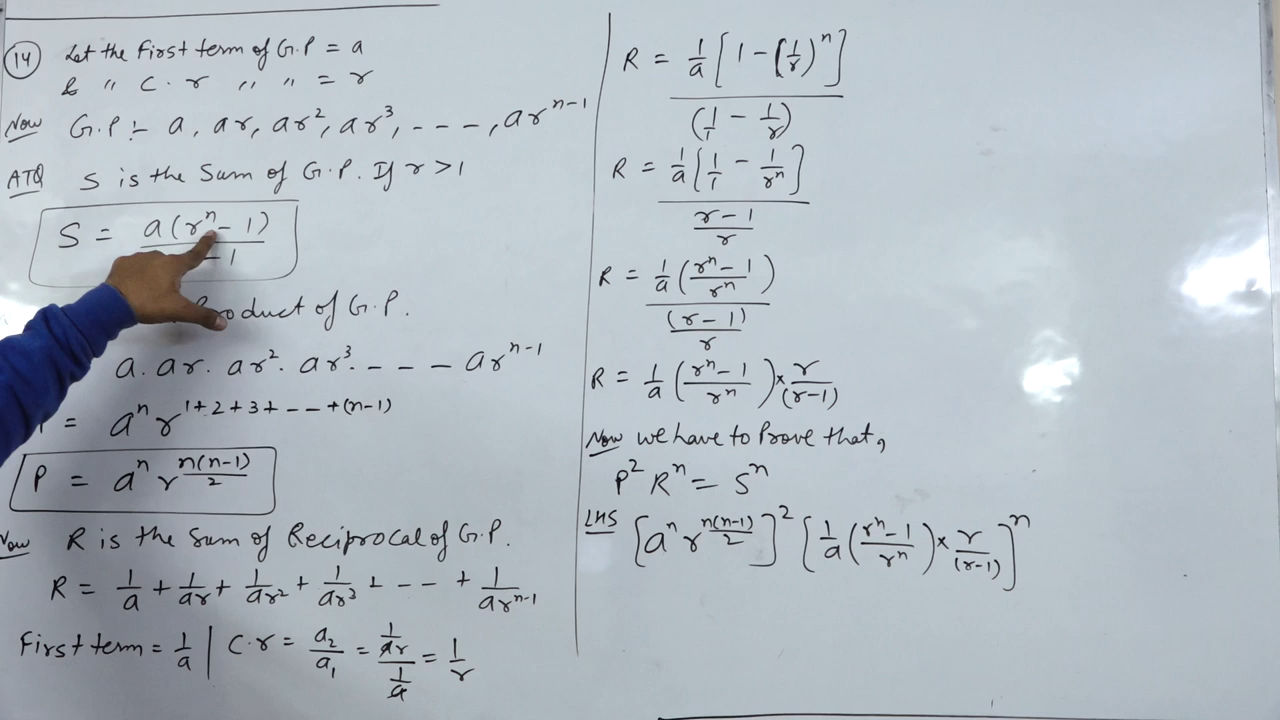 14 Let the First term of G.P = a
& " C.r " " = r
Now G.P:- a, ar, ar², ar³, - - - -, arⁿ⁻¹
ATQ S is the Sum of G.P. If r > 1
S = a(rⁿ - 1) / - 1
Product of G.P.
a. ar. ar². ar³. - - - - arⁿ⁻¹
= aⁿ r^(1+2+3+ - - - +(n-1))
P = aⁿ r^(n(n-1)/2)
Now R is the Sum of Reciprocal of G.P.
R = 1/a + 1/ar + 1/ar² + 1/ar³ + - - - + 1/arⁿ⁻¹
First term = 1/a | C.r = a₂/a₁ = (1/ar)/(1/a) = 1/r
R = 1/a [1 - (1/r)ⁿ] / (1/1 - 1/r)
R = 1/a [1/1 - 1/rⁿ] / ((r-1)/r)
R = 1/a ((rⁿ-1)/rⁿ) / ((r-1)/r)
R = 1/a ((rⁿ-1)/rⁿ) × r/(r-1)
Now we have to Prove that,
P² Rⁿ = Sⁿ
LHS [aⁿ r^(n(n-1)/2)]² [1/a ((rⁿ-1)/rⁿ) × r/(r-1)]ⁿ